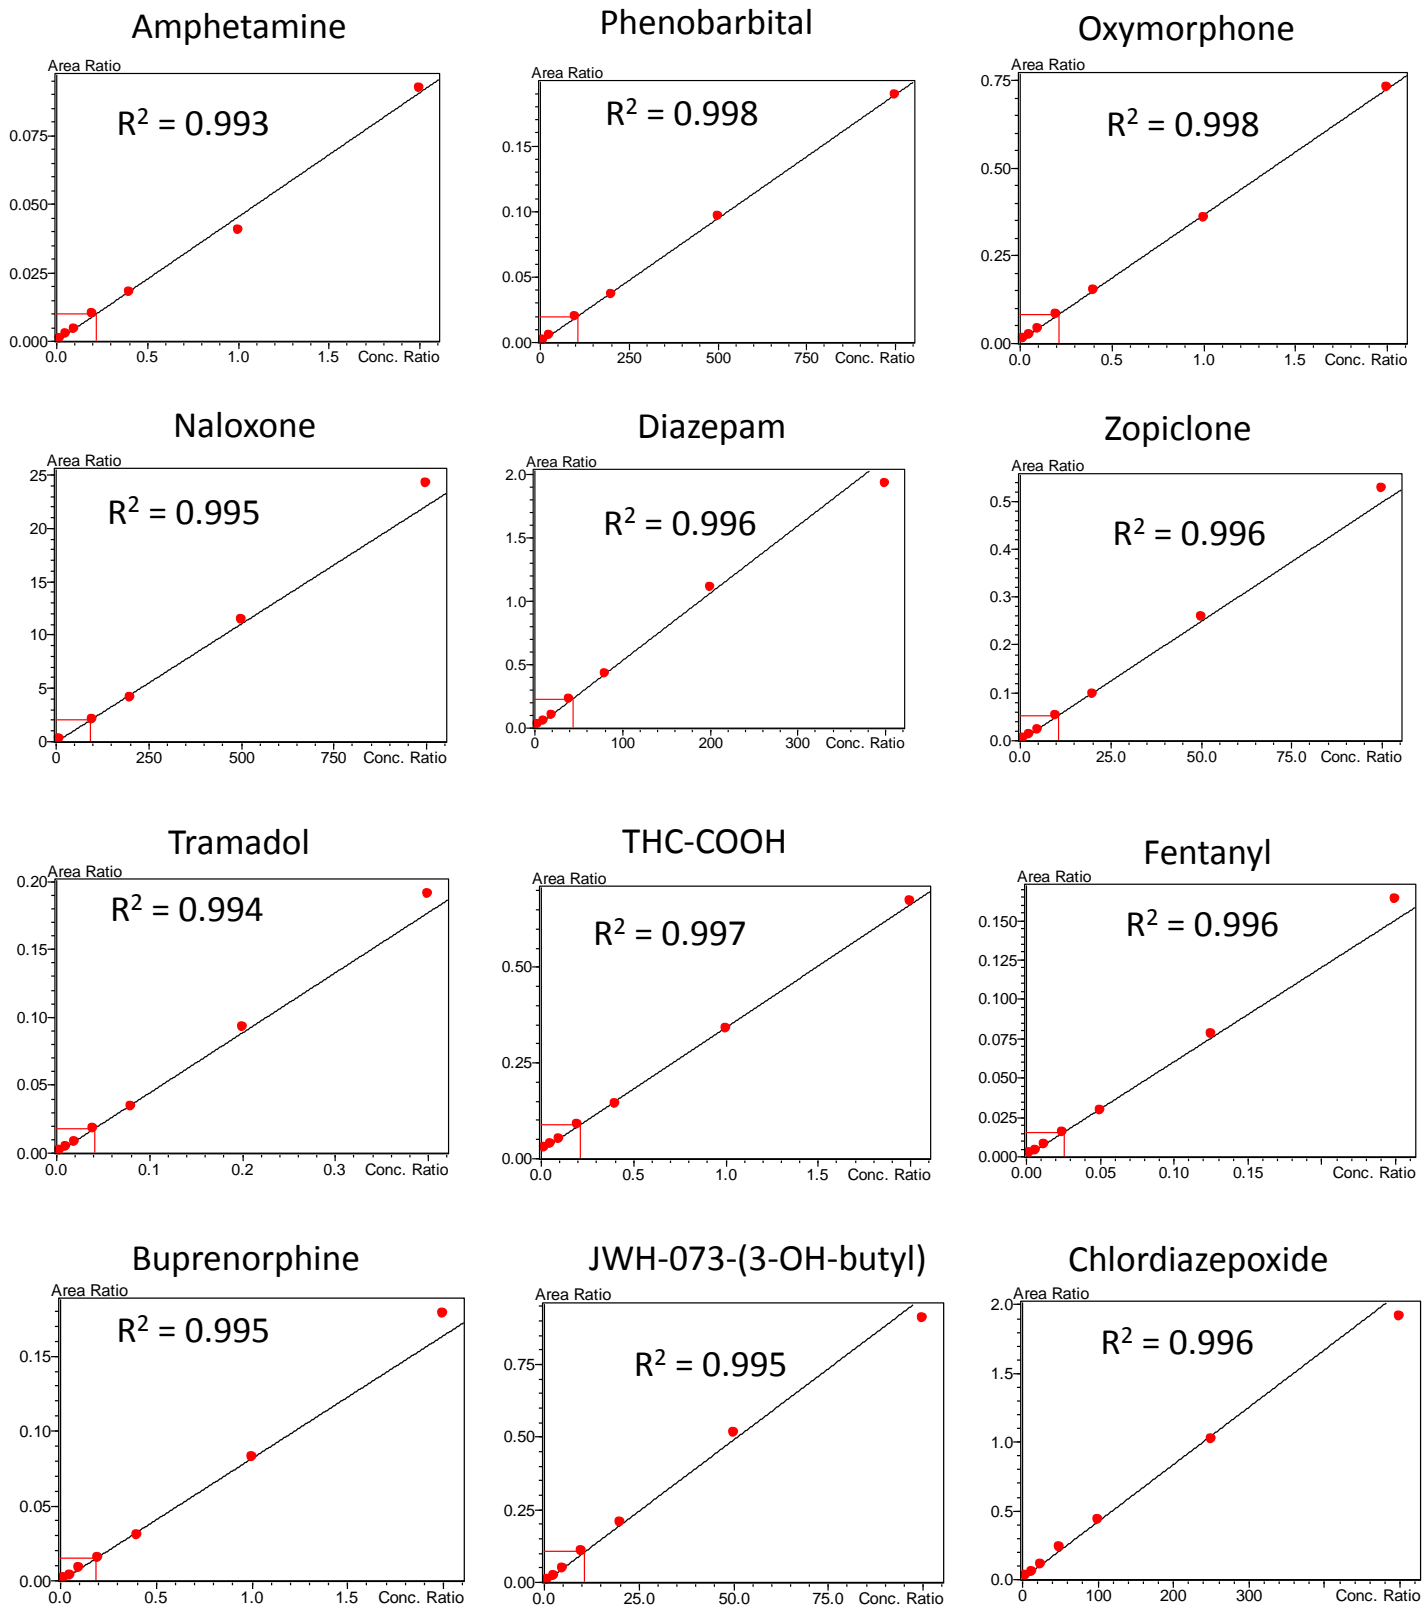 Amphetamine
Area Ratio
R² = 0.993
0.075
0.050
0.025
0.000
0.0 0.5 1.0 1.5 Conc. Ratio
Phenobarbital
Area Ratio
R² = 0.998
0.15
0.10
0.05
0.00
0 250 500 750 Conc. Ratio
Oxymorphone
Area Ratio
0.75
R² = 0.998
0.50
0.25
0.00
0.0 0.5 1.0 1.5 Conc. Ratio
Naloxone
Area Ratio
25
R² = 0.995
20
15
10
5
0
0 250 500 750 Conc. Ratio
Diazepam
Area Ratio
2.0
R² = 0.996
1.5
1.0
0.5
0.0
0 100 200 300 Conc. Ratio
Zopiclone
Area Ratio
0.5
R² = 0.996
0.4
0.3
0.2
0.1
0.0
0.0 25.0 50.0 75.0 Conc. Ratio
Tramadol
Area Ratio
0.20
R² = 0.994
0.15
0.10
0.05
0.00
0.0 0.1 0.2 0.3 Conc. Ratio
THC-COOH
Area Ratio
R² = 0.997
0.50
0.25
0.00
0.0 0.5 1.0 1.5 Conc. Ratio
Fentanyl
Area Ratio
0.150
R² = 0.996
0.125
0.100
0.075
0.050
0.025
0.000
0.00 0.05 0.10 0.15 Conc. Ratio
Buprenorphine
Area Ratio
R² = 0.995
0.15
0.10
0.05
0.00
0.0 0.5 1.0 1.5 Conc. Ratio
JWH-073-(3-OH-butyl)
Area Ratio
R² = 0.995
0.75
0.50
0.25
0.00
0.0 25.0 50.0 75.0 Conc. Ratio
Chlordiazepoxide
Area Ratio
2.0
R² = 0.996
1.5
1.0
0.5
0.0
0 100 200 300 Conc. Ratio